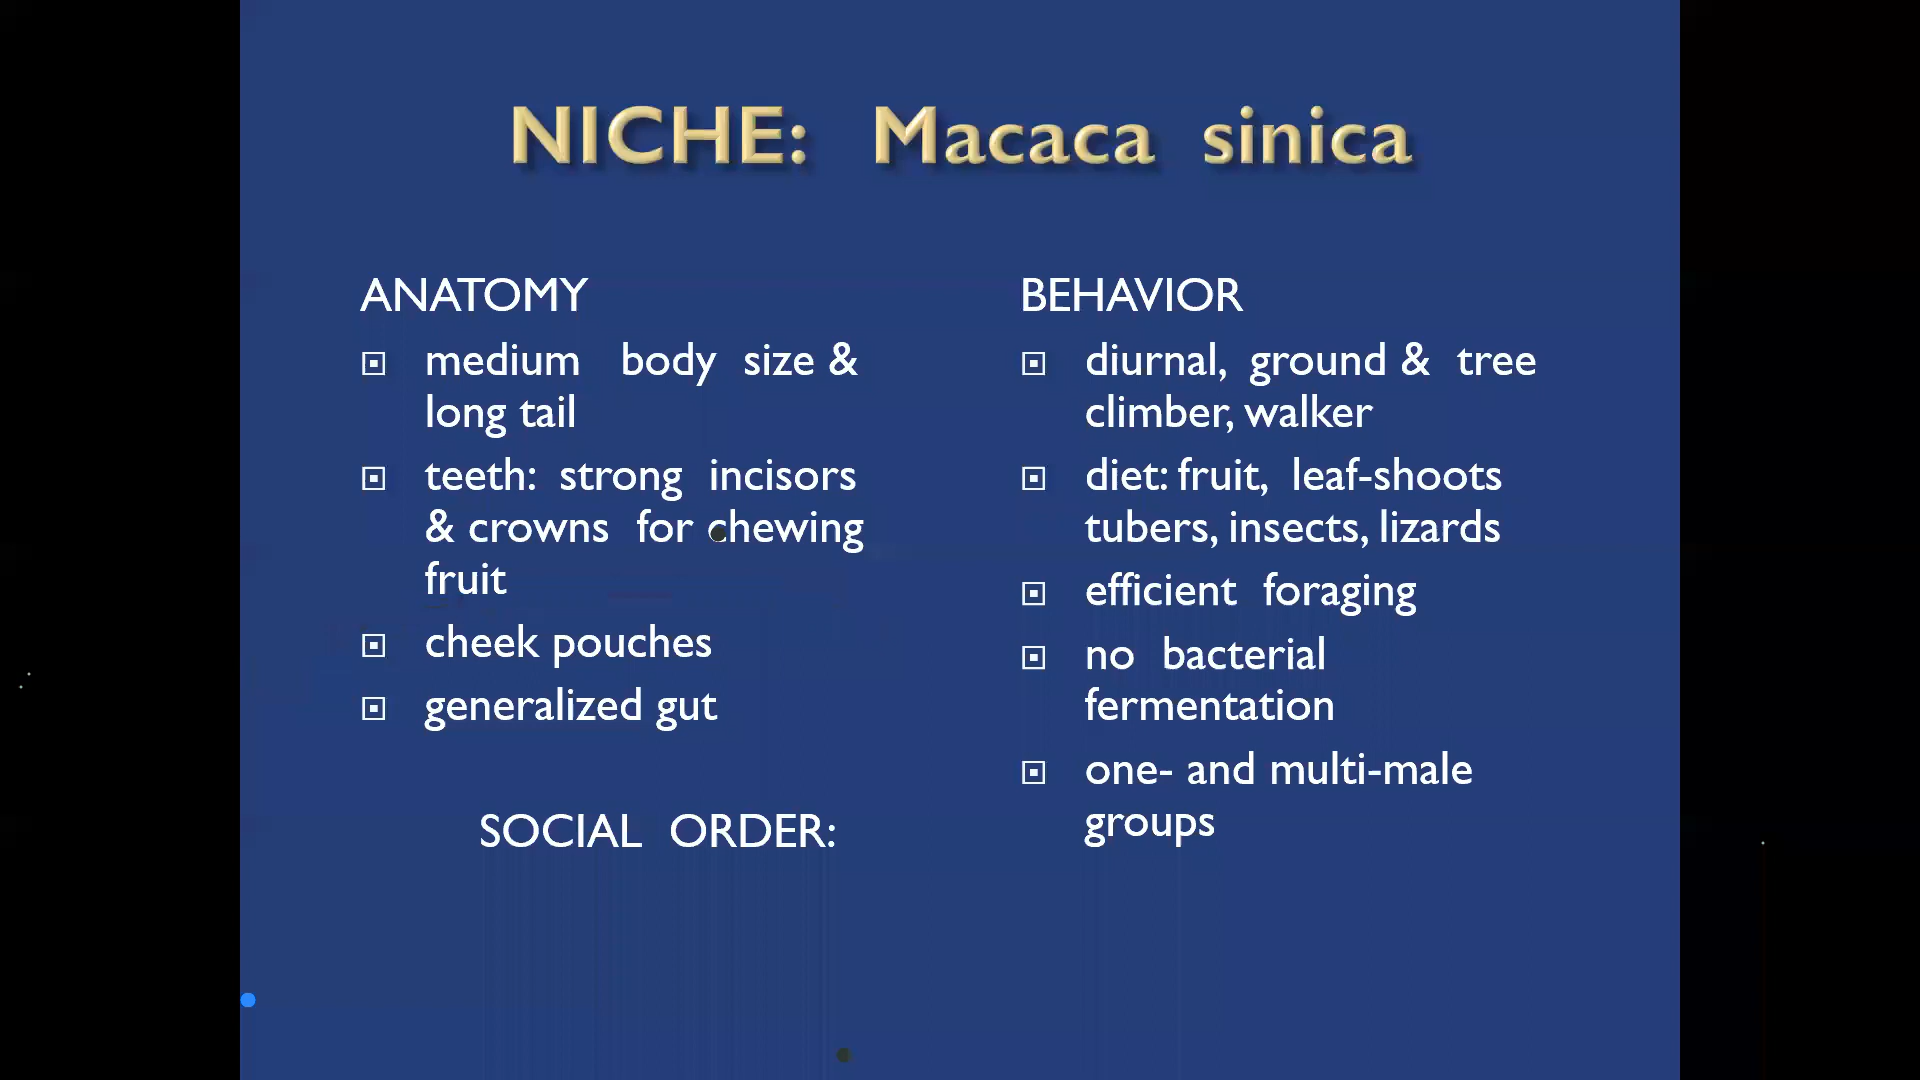 NICHE: Macaca sinica
ANATOMY
medium body size &
long tail
teeth: strong incisors
& crowns for chewing
fruit
cheek pouches
generalized gut
SOCIAL ORDER:
BEHAVIOR
diurnal, ground & tree
climber, walker
diet: fruit, leaf-shoots
tubers, insects, lizards
efficient foraging
no bacterial
fermentation
one- and multi-male
groups